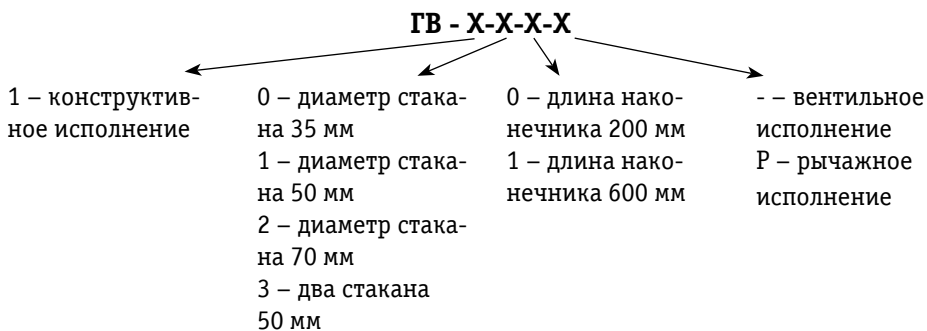 ГВ - Х-Х-Х-Х
1 – конструктив-
ное исполнение
0 – диаметр стака-
на 35 мм
1 – диаметр стака-
на 50 мм
2 – диаметр стака-
на 70 мм
3 – два стакана
50 мм
0 – длина нако-
нечника 200 мм
1 – длина нако-
нечника 600 мм
- – вентильное
исполнение
Р – рычажное
исполнение